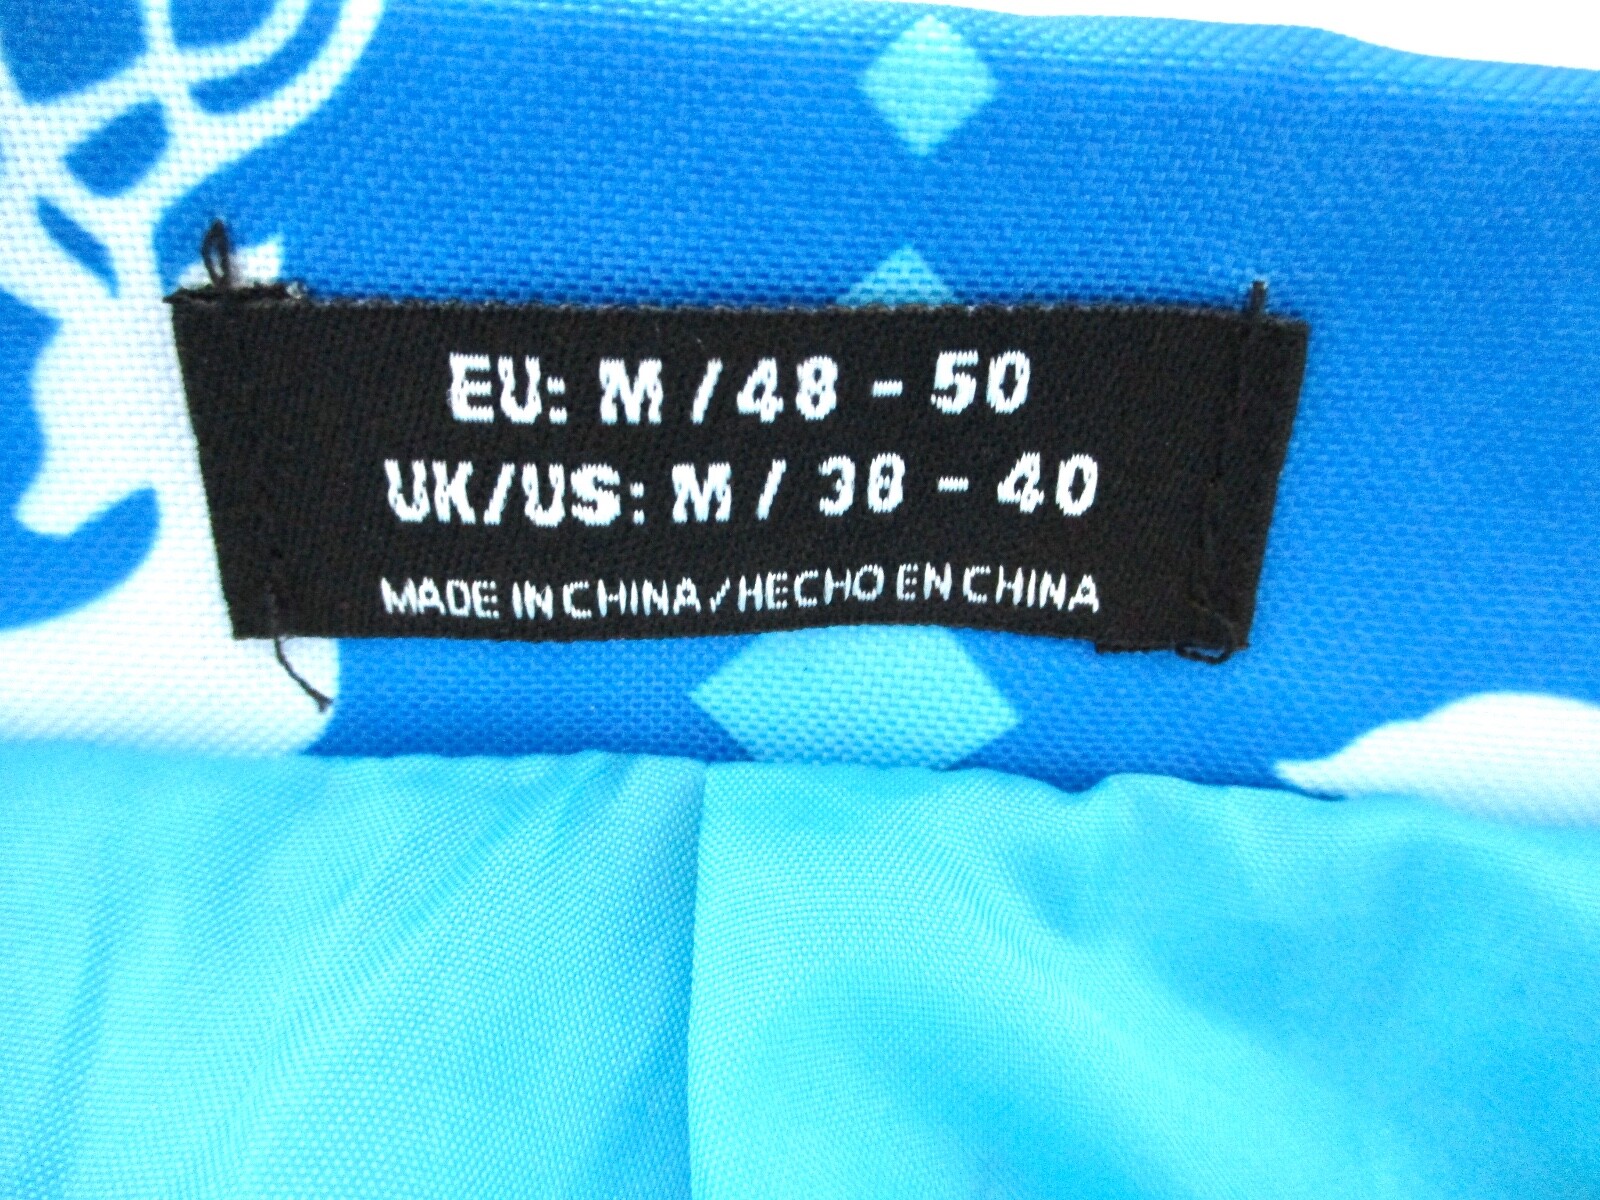 EU: M / 48 - 50
UK/US: M / 38 - 40
MADE IN CHINA/HECHO EN CHINA